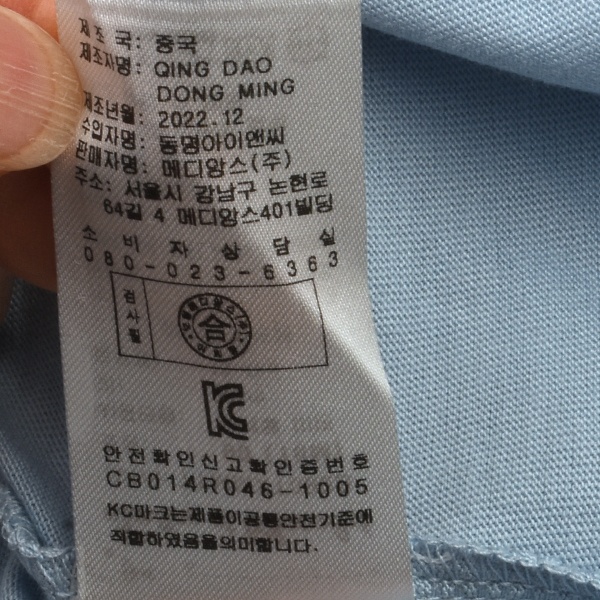 제조 국: 중국
제조자명: QING DAO
DONG MING
제조년월: 2022.12
수입자명: 동명아이앤씨
판매자명: 메디앙스(주)
주소: 서울시 강남구 논현로
64길 4 메디앙스401빌딩
소 비 자 상 담 실
080-023-6363
검사필
合
KC
안전확인신고확인증번호
CB014R046-1005
KC마크는제품이공통안전기준에
적합하였음을의미합니다.